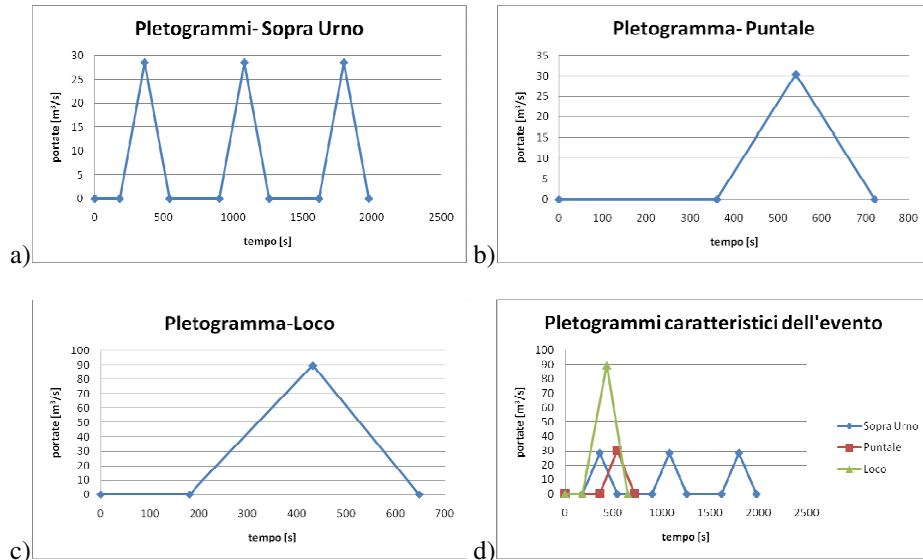 Pletogrammi- Sopra Urno
30
25
20
15
10
5
0
portate [m³/s]
0 500 1000 1500 2000 2500
tempo [s]
a)
Pletogramma- Puntale
35
30
25
20
15
10
5
0
portate [m³/s]
0 100 200 300 400 500 600 700 800
tempo [s]
b)
Pletogramma-Loco
100
90
80
70
60
50
40
30
20
10
0
portate [m³/s]
0 100 200 300 400 500 600 700
tempo [s]
c)
Pletogrammi caratteristici dell'evento
100
90
80
70
60
50
40
30
20
10
0
portate [m³/s]
0 500 1000 1500 2000 2500
tempo [s]
Sopra Urno
Puntale
Loco
d)